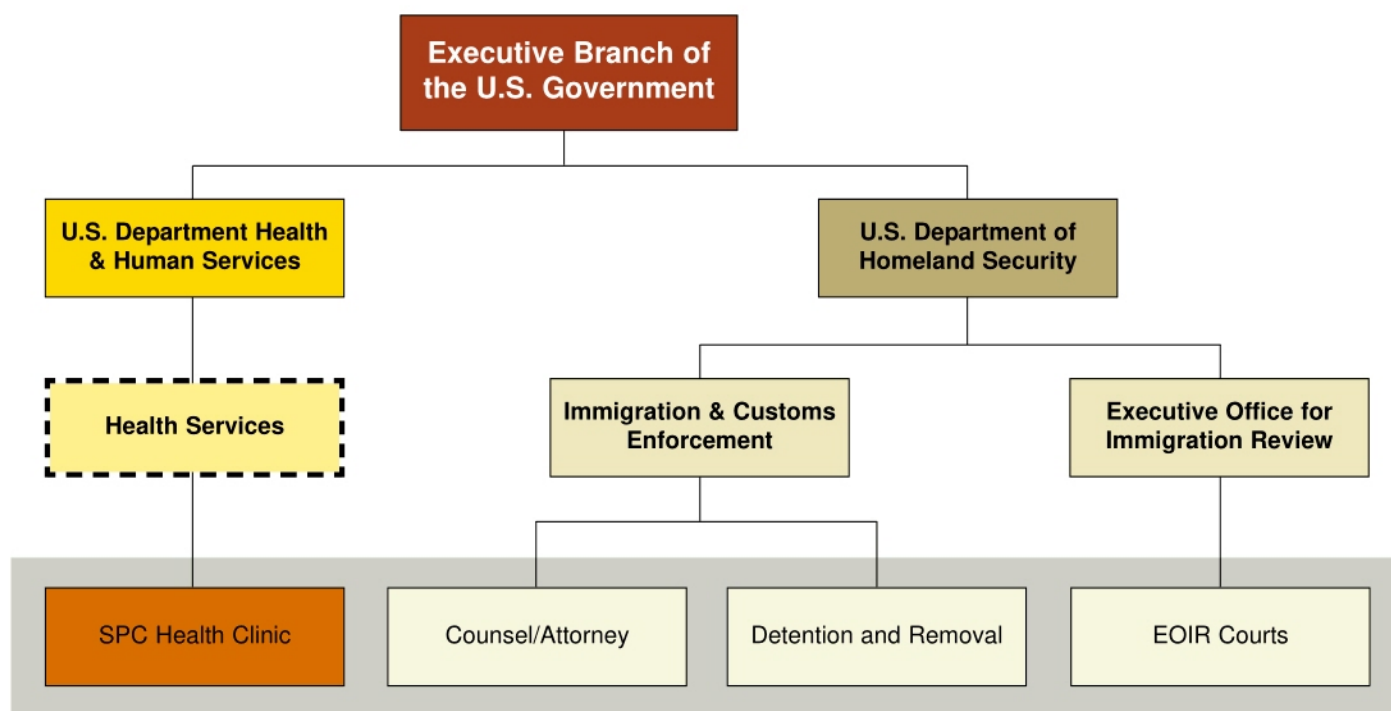 Executive Branch of
the U.S. Government
U.S. Department Health
& Human Services
U.S. Department of
Homeland Security
Health Services
Immigration & Customs
Enforcement
Executive Office for
Immigration Review
SPC Health Clinic
Counsel/Attorney
Detention and Removal
EOIR Courts